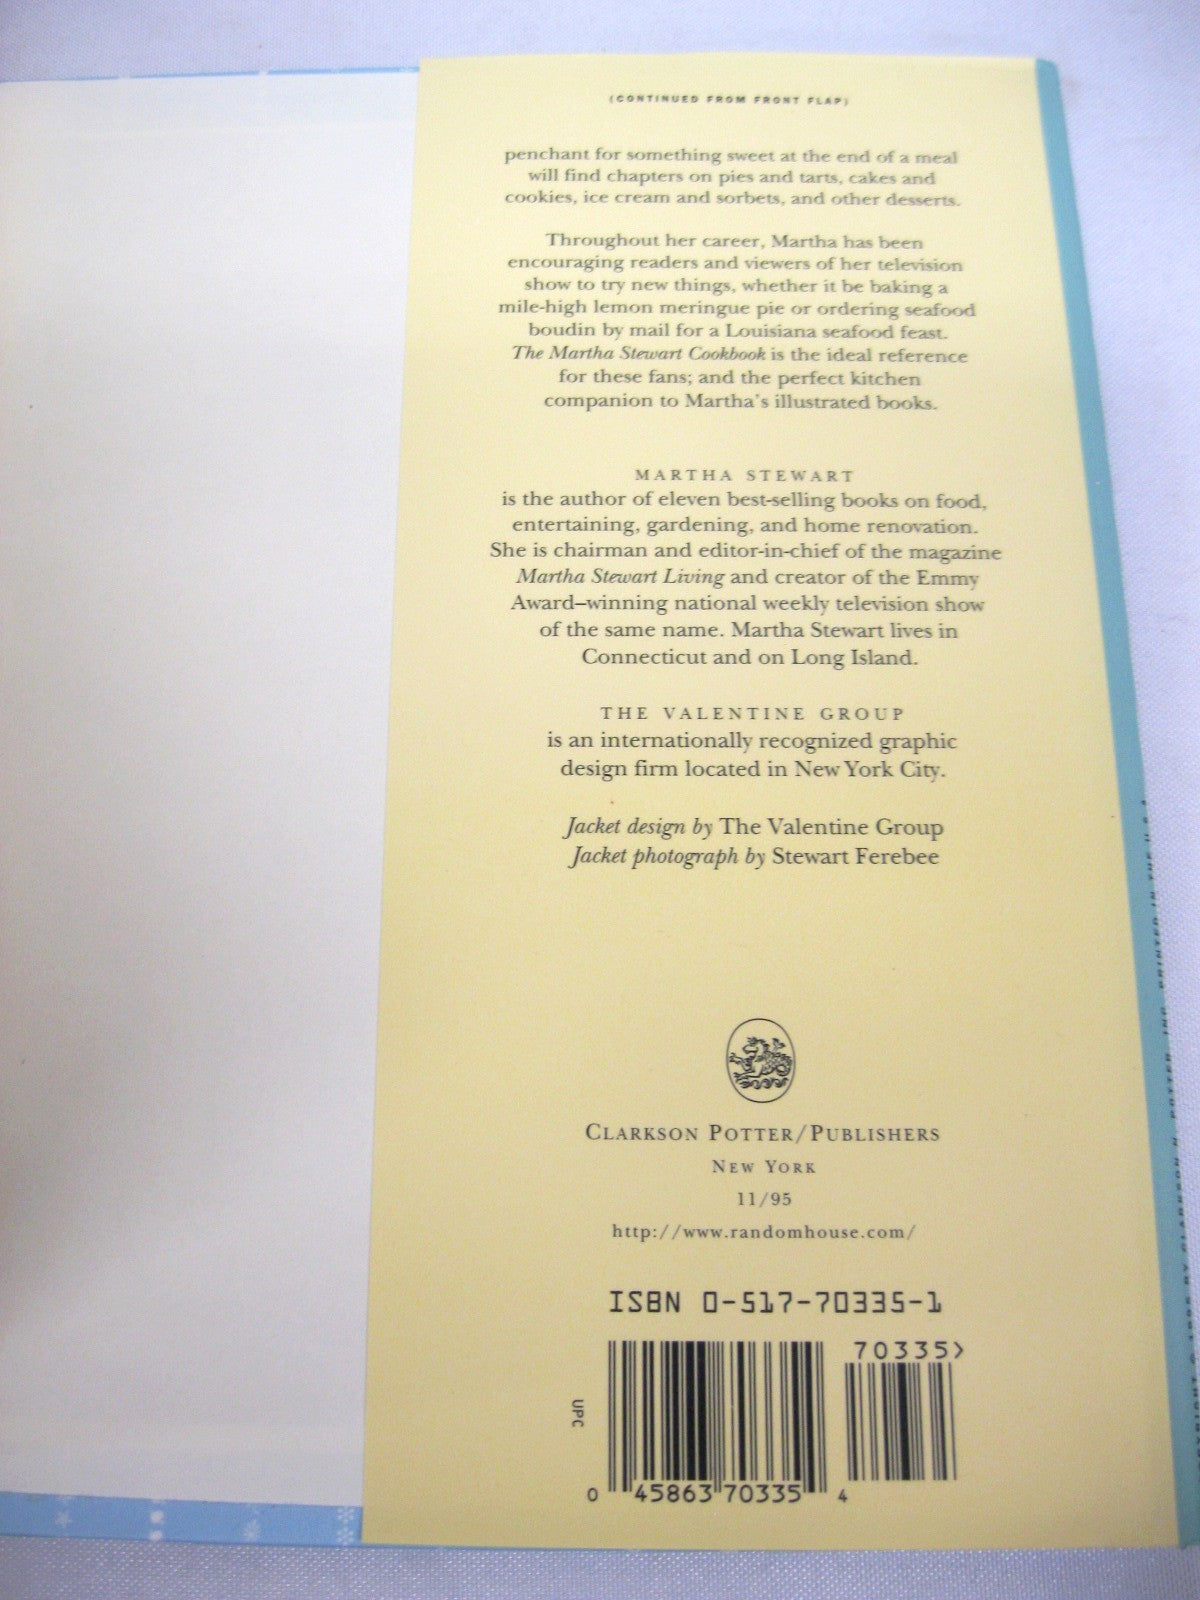 (CONTINUED FROM FRONT FLAP)
penchant for something sweet at the end of a meal
will find chapters on pies and tarts, cakes and
cookies, ice cream and sorbets, and other desserts.
Throughout her career, Martha has been
encouraging readers and viewers of her television
show to try new things, whether it be baking a
mile-high lemon meringue pie or ordering seafood
boudin by mail for a Louisiana seafood feast.
The Martha Stewart Cookbook is the ideal reference
for these fans; and the perfect kitchen
companion to Martha's illustrated books.
MARTHA STEWART
is the author of eleven best-selling books on food,
entertaining, gardening, and home renovation.
She is chairman and editor-in-chief of the magazine
Martha Stewart Living and creator of the Emmy
Award–winning national weekly television show
of the same name. Martha Stewart lives in
Connecticut and on Long Island.
THE VALENTINE GROUP
is an internationally recognized graphic
design firm located in New York City.
Jacket design by The Valentine Group
Jacket photograph by Stewart Ferebee
CLARKSON POTTER/PUBLISHERS
NEW YORK
11/95
http://www.randomhouse.com/
ISBN 0-517-70335-1
70335>
UPC
0 45863 70335 4
BY CLARKSON N. POTTER, INC. PRINTED IN THE U.S.A.